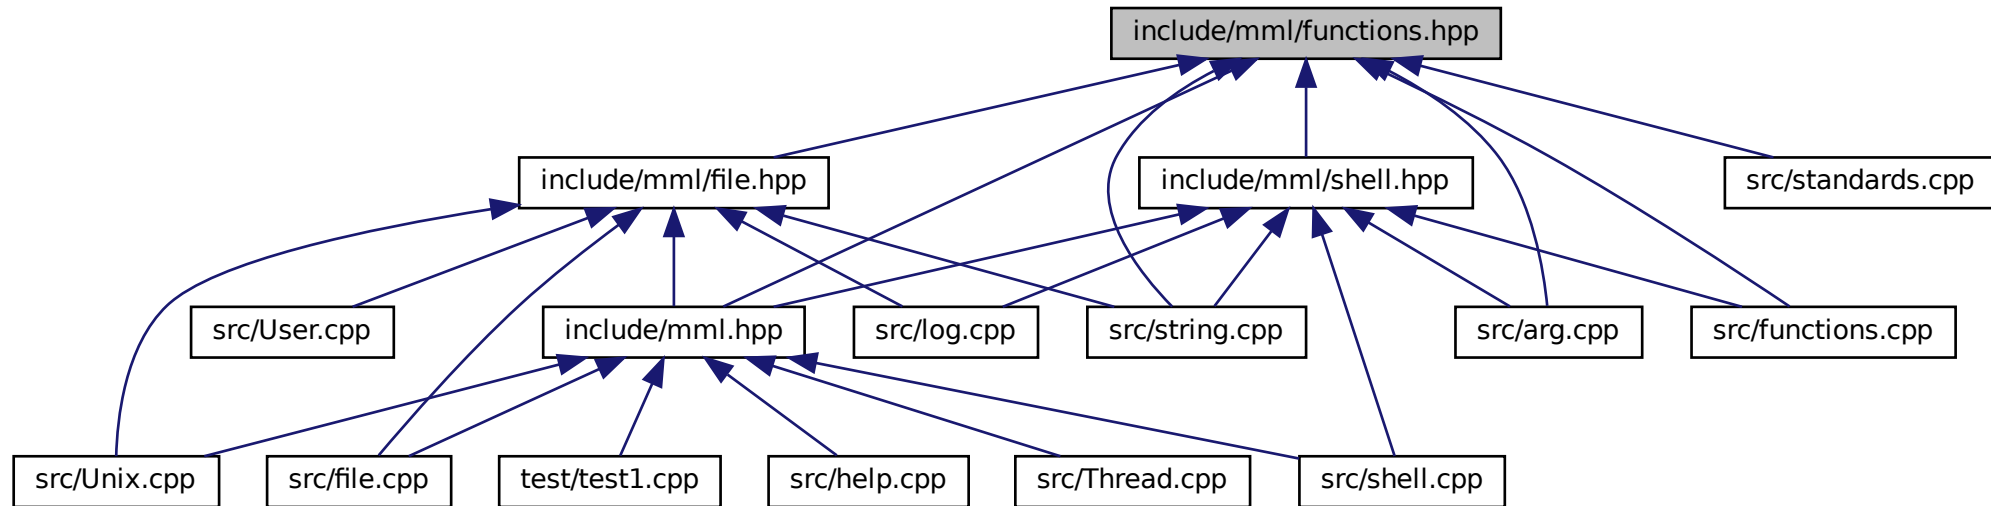 include/mml/functions.hpp
include/mml/file.hpp
include/mml/shell.hpp
src/standards.cpp
src/User.cpp
include/mml.hpp
src/log.cpp
src/string.cpp
src/arg.cpp
src/functions.cpp
src/Unix.cpp
src/file.cpp
test/test1.cpp
src/help.cpp
src/Thread.cpp
src/shell.cpp